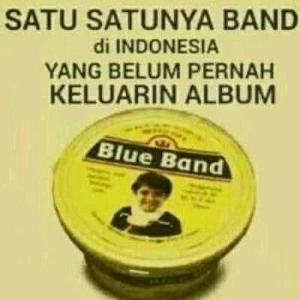 SATU SATUNYA BAND
di INDONESIA
YANG BELUM PERNAH
KELUARIN ALBUM
Blue Band